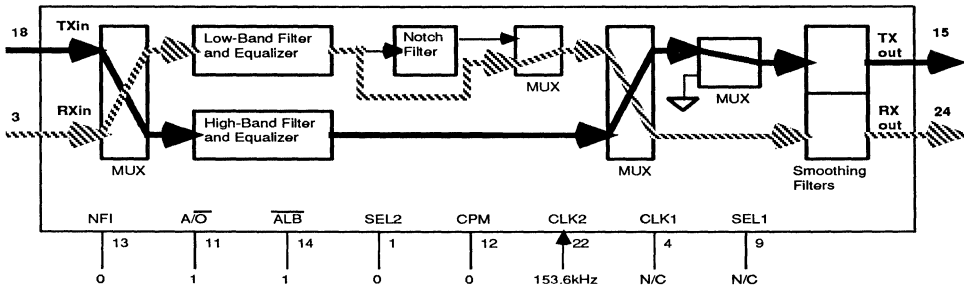 18
TXin
Low-Band Filter
and Equalizer
Notch
Filter
MUX
TX
out
15
3
RXin
High-Band Filter
and Equalizer
MUX
MUX
MUX
RX
out
24
Smoothing
Filters
NFI
A/O̅
A̅L̅B̅
SEL2
CPM
CLK2
CLK1
SEL1
13
11
14
1
12
22
4
9
0
1
1
0
0
153.6kHz
N/C
N/C